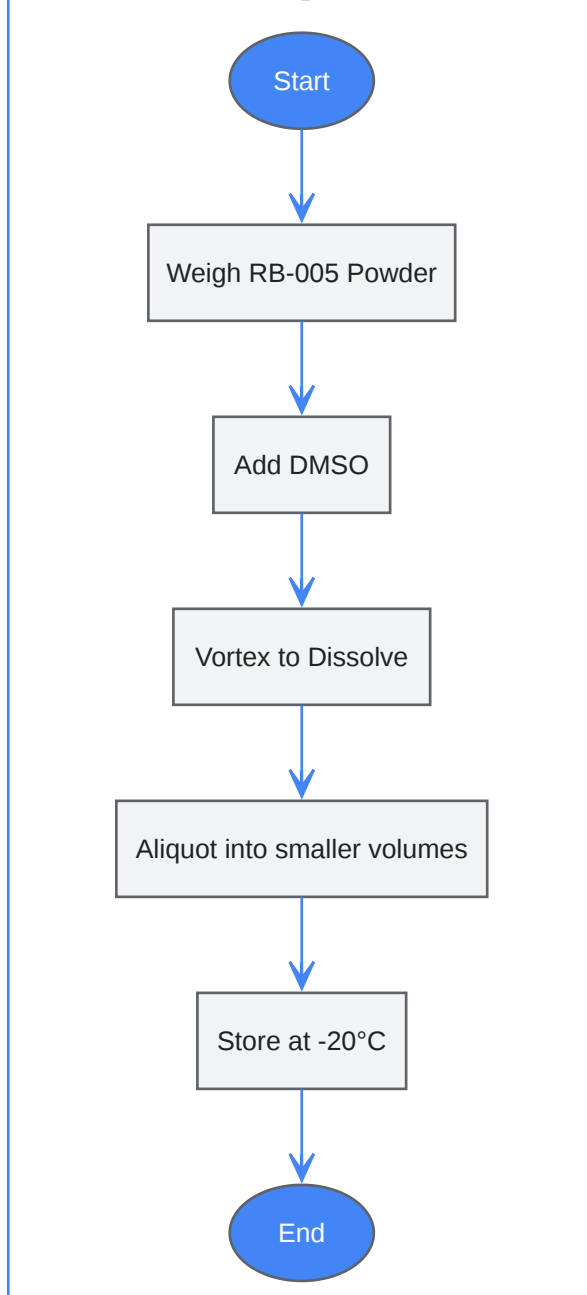 Start
Weigh RB-005 Powder
Add DMSO
Vortex to Dissolve
Aliquot into smaller volumes
Store at -20°C
End